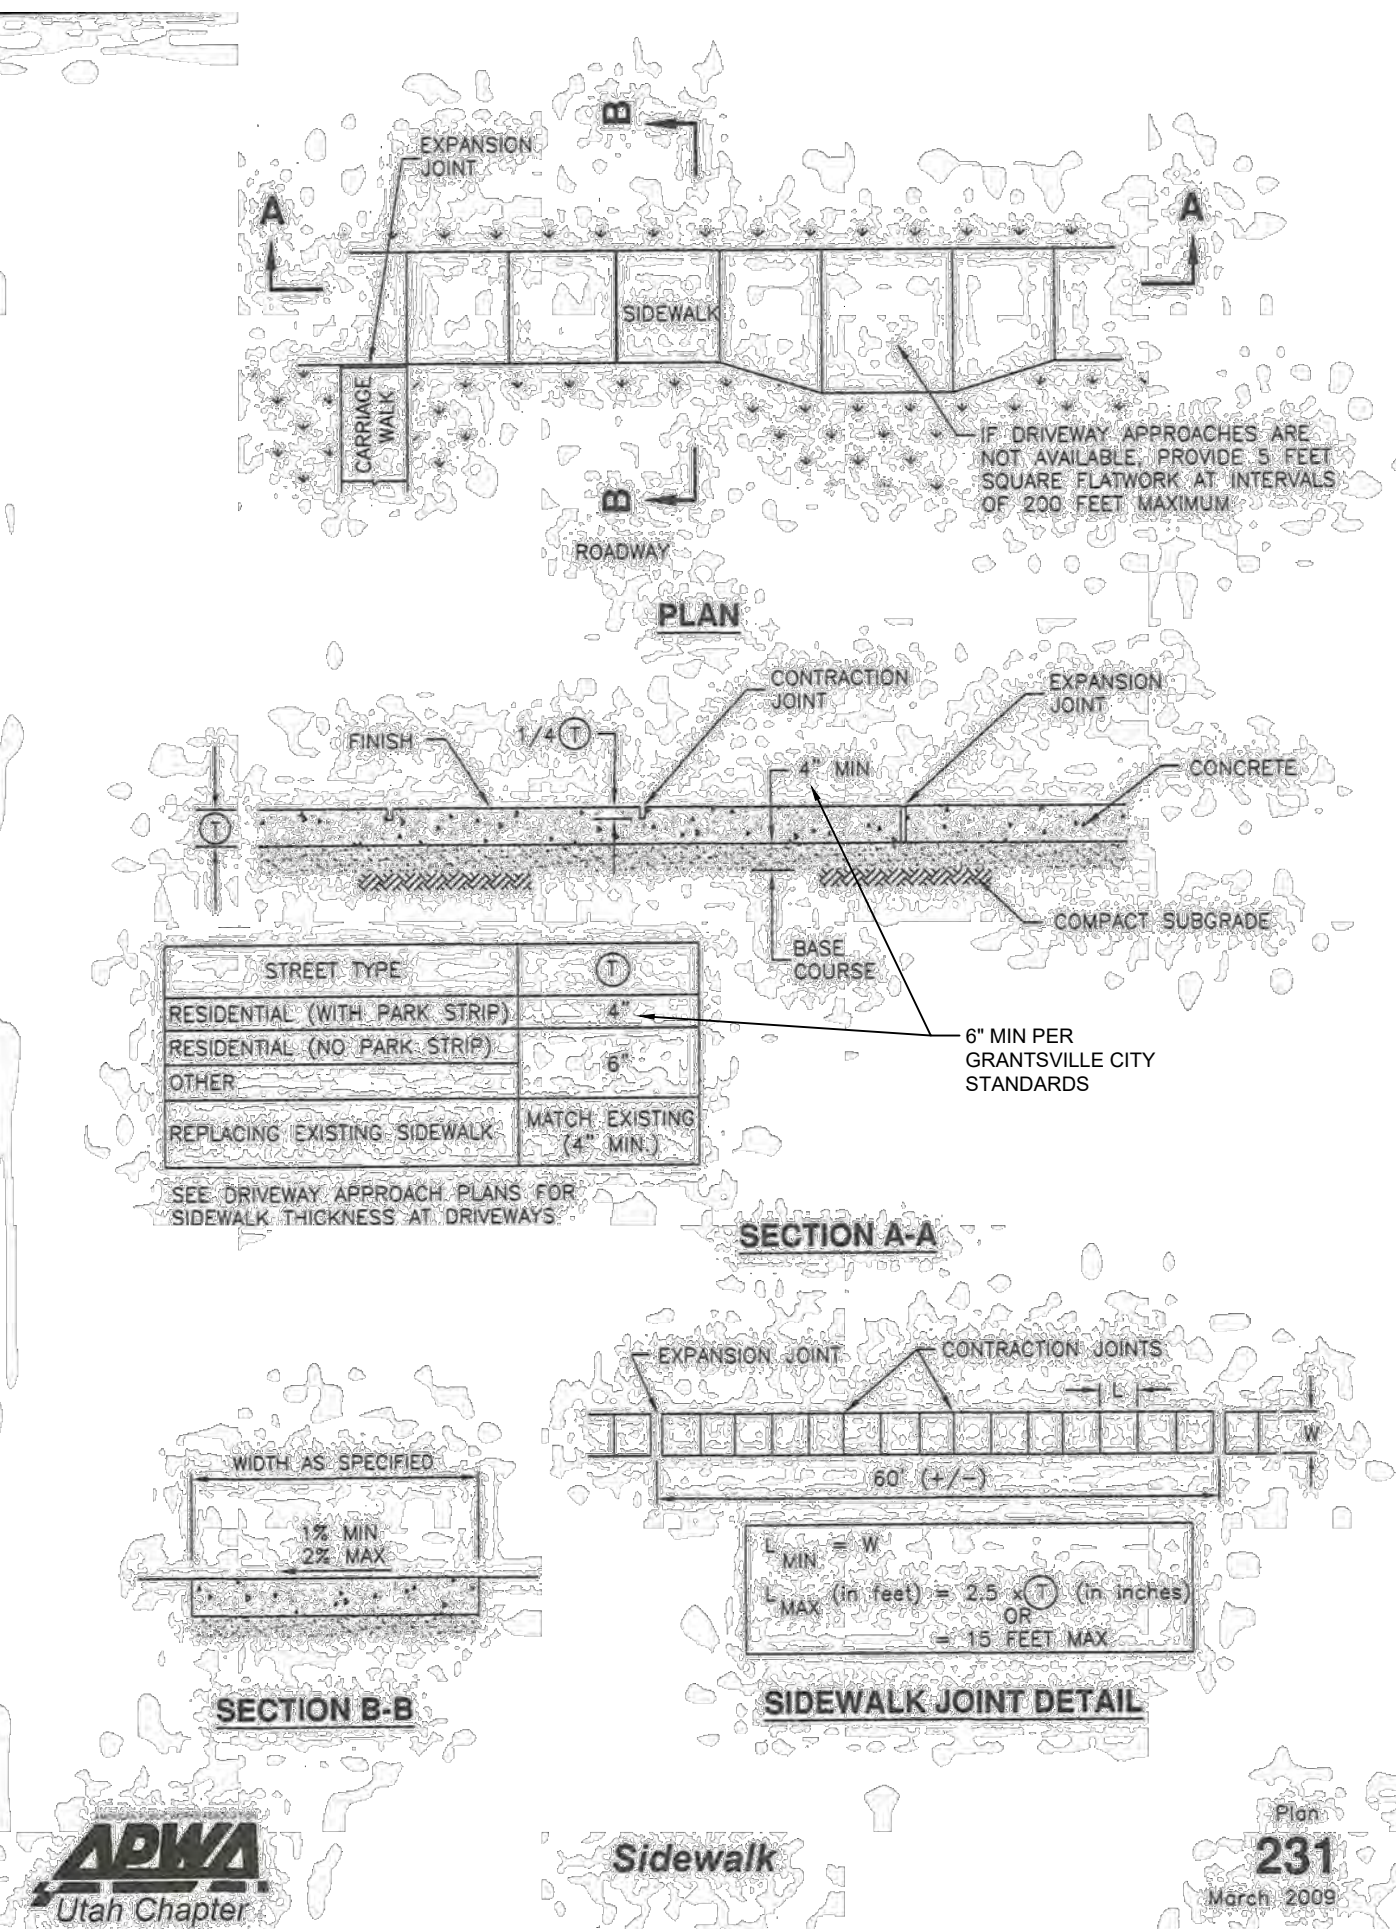 B
EXPANSION
JOINT
A
A
SIDEWALK
CARRIAGE
WALK
IF DRIVEWAY APPROACHES ARE
NOT AVAILABLE, PROVIDE 5 FEET
SQUARE FLATWORK AT INTERVALS
OF 200 FEET MAXIMUM
B
ROADWAY
PLAN
CONTRACTION
JOINT
EXPANSION
JOINT
FINISH
1/4 T
4" MIN
CONCRETE
T
COMPACT SUBGRADE
BASE
COURSE
STREET TYPE T
RESIDENTIAL (WITH PARK STRIP) 4"
RESIDENTIAL (NO PARK STRIP)
6"
OTHER
REPLACING EXISTING SIDEWALK MATCH EXISTING
(4" MIN.)
6" MIN PER
GRANTSVILLE CITY
STANDARDS
SEE DRIVEWAY APPROACH PLANS FOR
SIDEWALK THICKNESS AT DRIVEWAYS
SECTION A-A
EXPANSION JOINT
CONTRACTION JOINTS
L
W
60' (+/-)
WIDTH AS SPECIFIED
1% MIN
2% MAX
SECTION B-B
L MIN = W
L MAX (in feet) = 2.5 x T (in inches)
OR
= 15 FEET MAX
SIDEWALK JOINT DETAIL
APWA
Utah Chapter
Sidewalk
Plan
231
March 2009